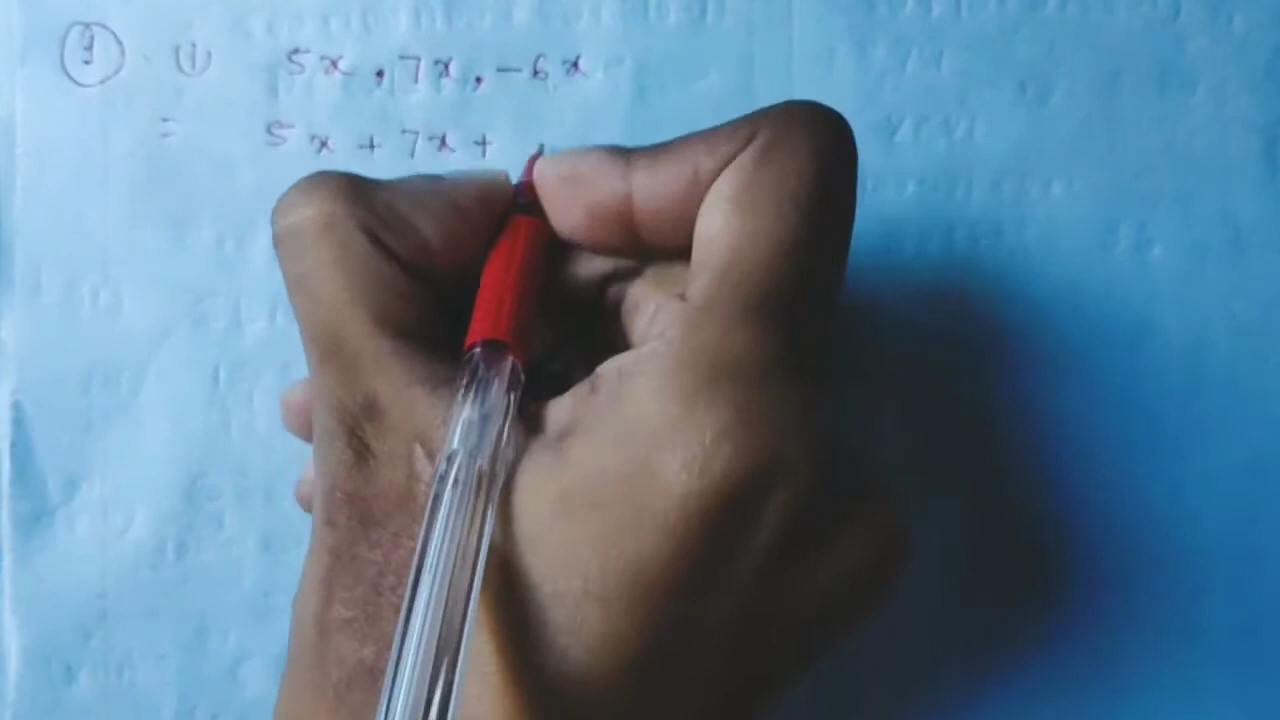 ① (i) 5x, 7x, -6x
= 5x + 7x +